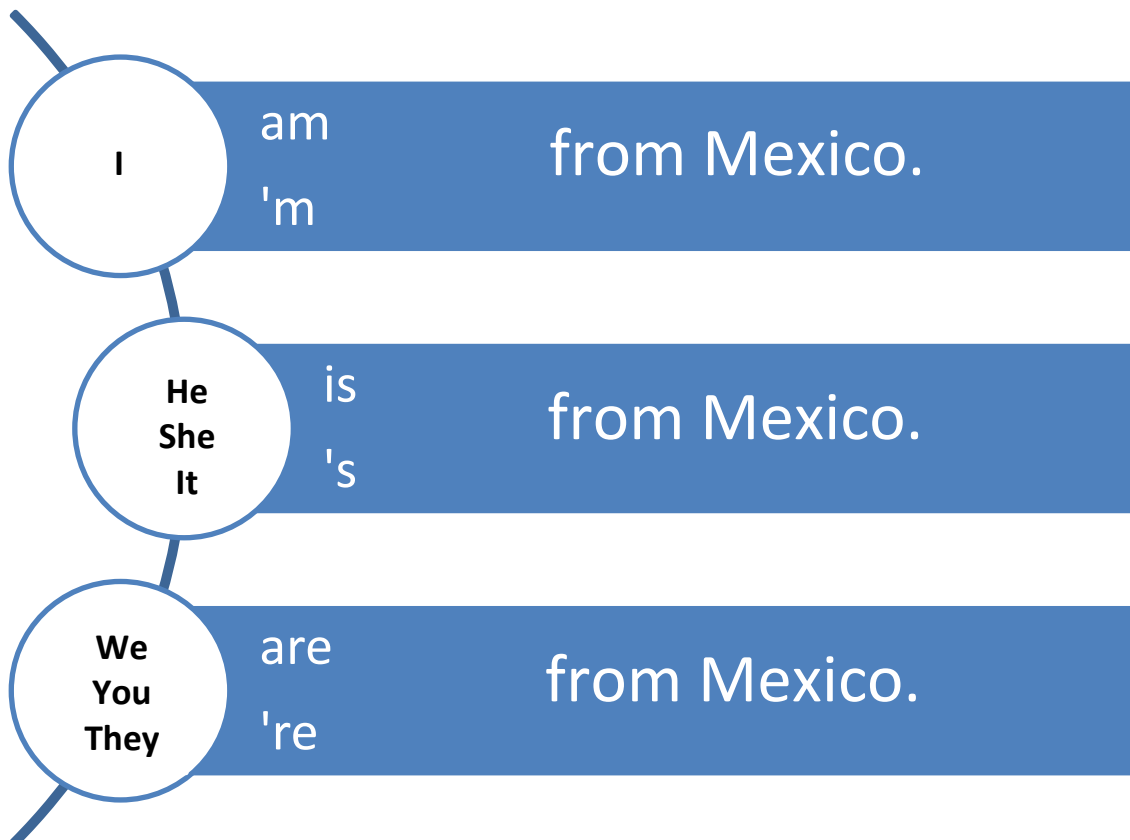 I
am
'm
from Mexico.
He
She
It
is
's
from Mexico.
We
You
They
are
're
from Mexico.